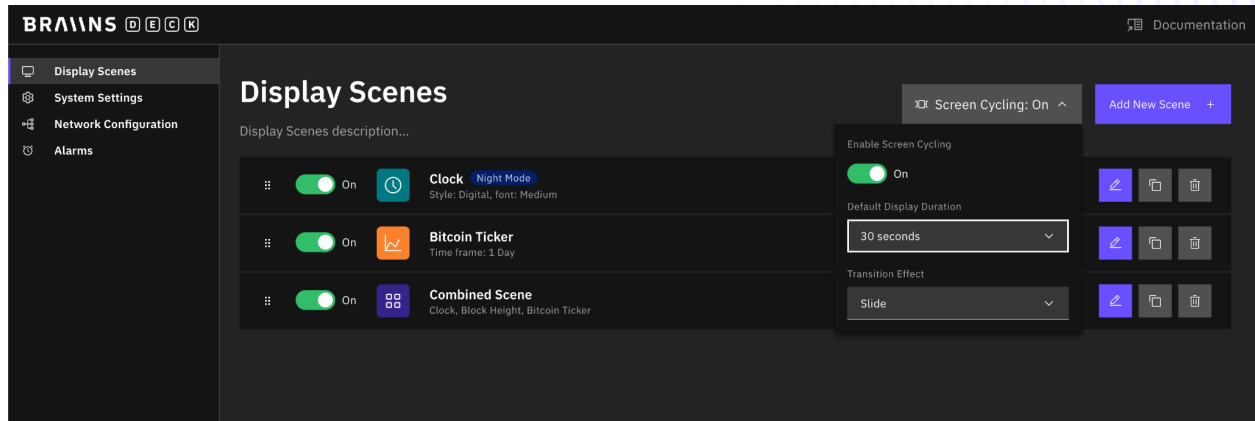 BRAIINS DECK
Documentation
Display Scenes
System Settings
Network Configuration
Alarms
Display Scenes
Display Scenes description...
Screen Cycling: On
Add New Scene +
Enable Screen Cycling
On
Default Display Duration
30 seconds
Transition Effect
Slide
On
Clock Night Mode
Style: Digital, font: Medium
On
Bitcoin Ticker
Time frame: 1 Day
On
Combined Scene
Clock, Block Height, Bitcoin Ticker